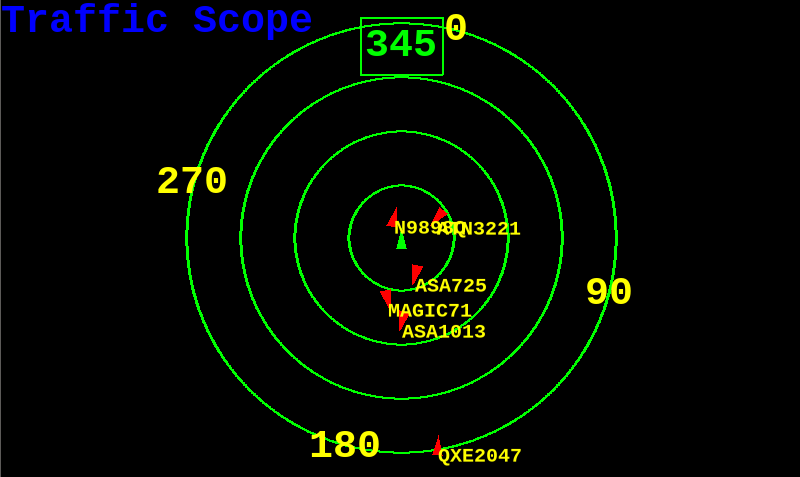 Traffic Scope
0
345
270
ASA725
90
MAGIC71
ASA1013
180
QXE2047